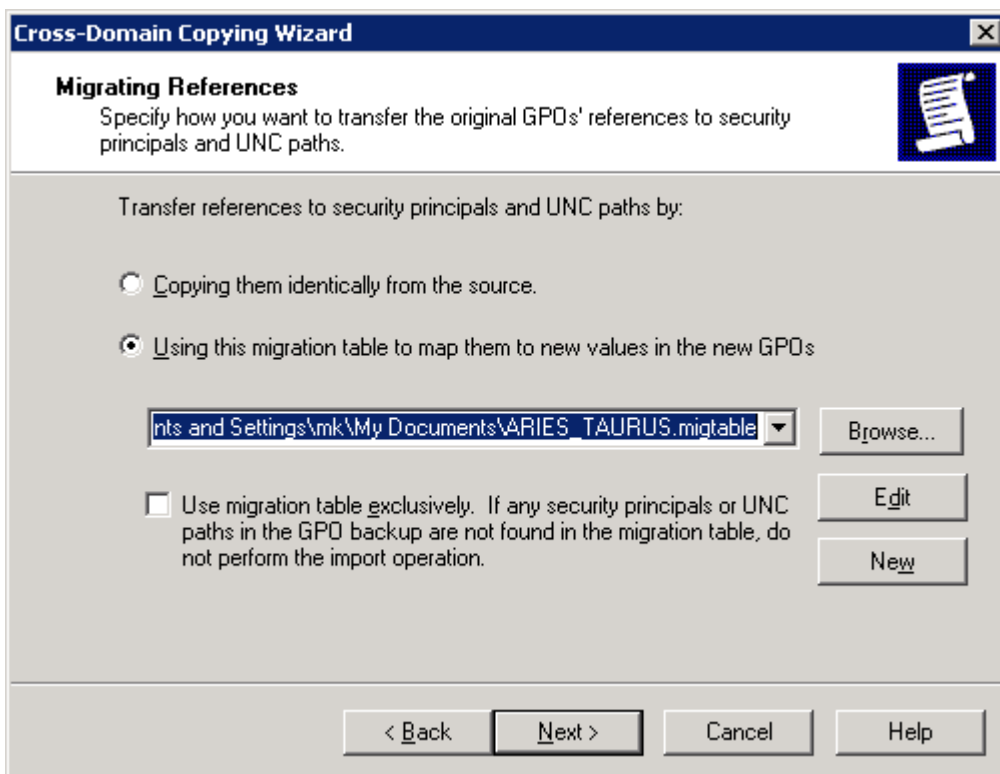 Cross-Domain Copying Wizard
Migrating References
Specify how you want to transfer the original GPOs' references to security
principals and UNC paths.
Transfer references to security principals and UNC paths by:
Copying them identically from the source.
Using this migration table to map them to new values in the new GPOs
nts and Settings\mk\My Documents\ARIES_TAURUS.migtable
Browse...
Use migration table exclusively. If any security principals or UNC
paths in the GPO backup are not found in the migration table, do
not perform the import operation.
Edit
New
< Back
Next >
Cancel
Help